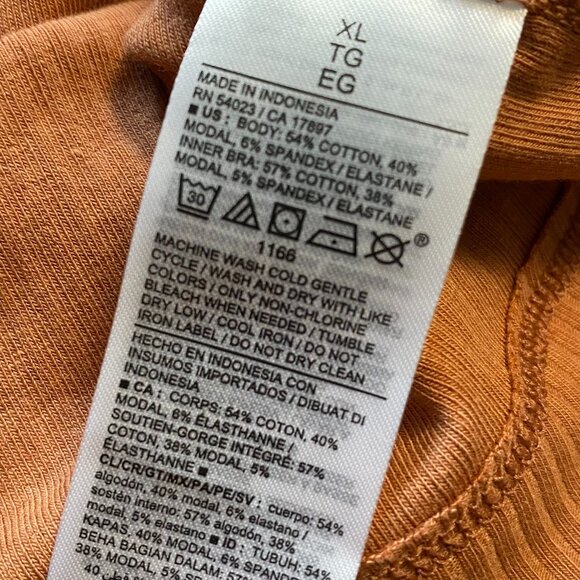 XL
TG
EG
MADE IN INDONESIA
RN 54023 / CA 17897
■ US : BODY: 54% COTTON, 40%
MODAL, 6% SPANDEX / ELASTANE /
INNER BRA: 57% COTTON, 38%
MODAL, 5% SPANDEX / ELASTANE
30
®
1166
MACHINE WASH COLD GENTLE
CYCLE / WASH AND DRY WITH LIKE
COLORS / ONLY NON-CHLORINE
BLEACH WHEN NEEDED / TUMBLE
DRY LOW / COOL IRON / DO NOT
IRON LABEL / DO NOT DRY CLEAN
HECHO EN INDONESIA CON
INSUMOS IMPORTADOS / DIBUAT DI
INDONESIA
■ CA : CORPS: 54% COTON, 40%
MODAL, 6% ÉLASTHANNE /
SOUTIEN-GORGE INTÉGRÉ: 57%
COTON, 38% MODAL, 5%
ÉLASTHANNE ■
CL/CR/GT/MX/PA/PE/SV : cuerpo: 54%
algodón, 40% modal, 6% elastano /
sostén interno: 57% algodón, 38%
modal, 5% elastano ■ ID : TUBUH: 54%
KAPAS, 40% MODAL, 6% SPANDEX /
BEHA BAGIAN DALAM: 57%
38% MODAL, 5% SPANDEX
40